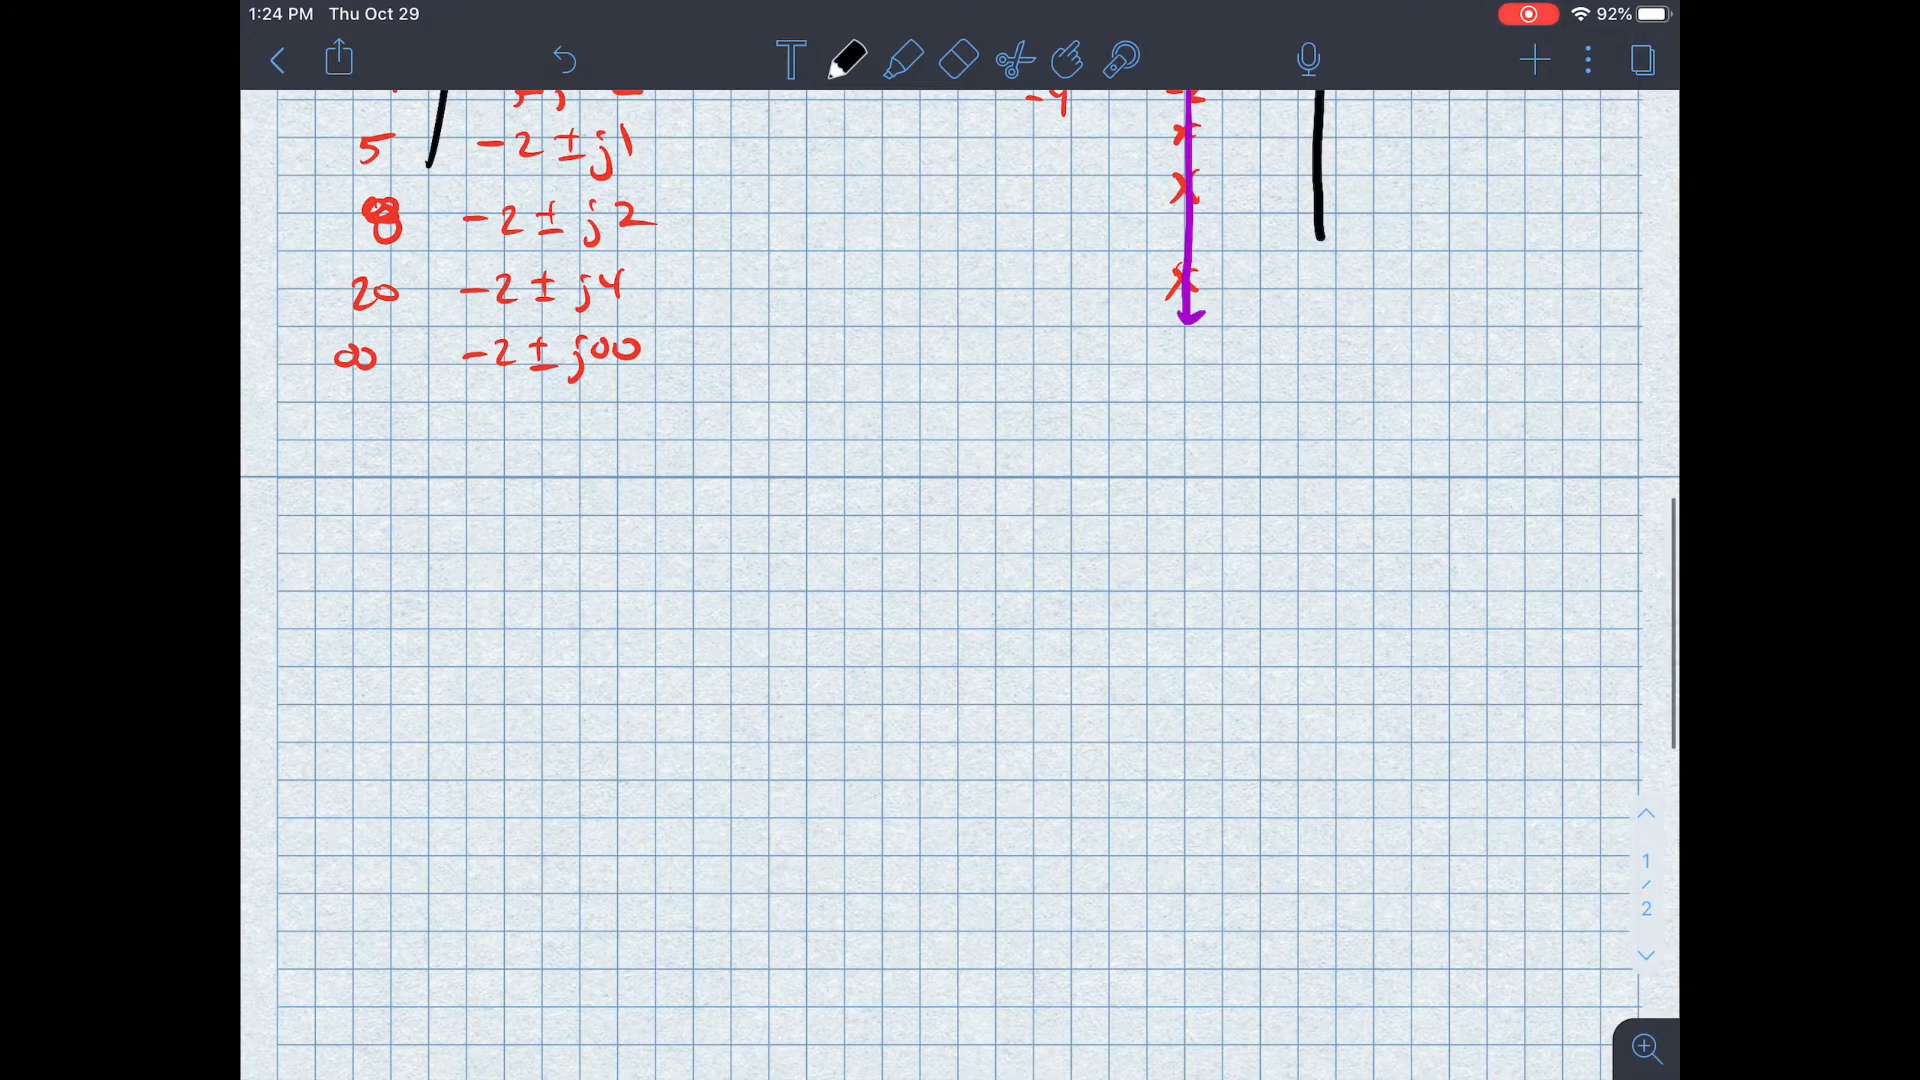 1:24 PM Thu Oct 29
92%
T
-9
5 -2 ± j1
8 -2 ± j2
20 -2 ± j4
∞ -2 ± j∞
1
/
2